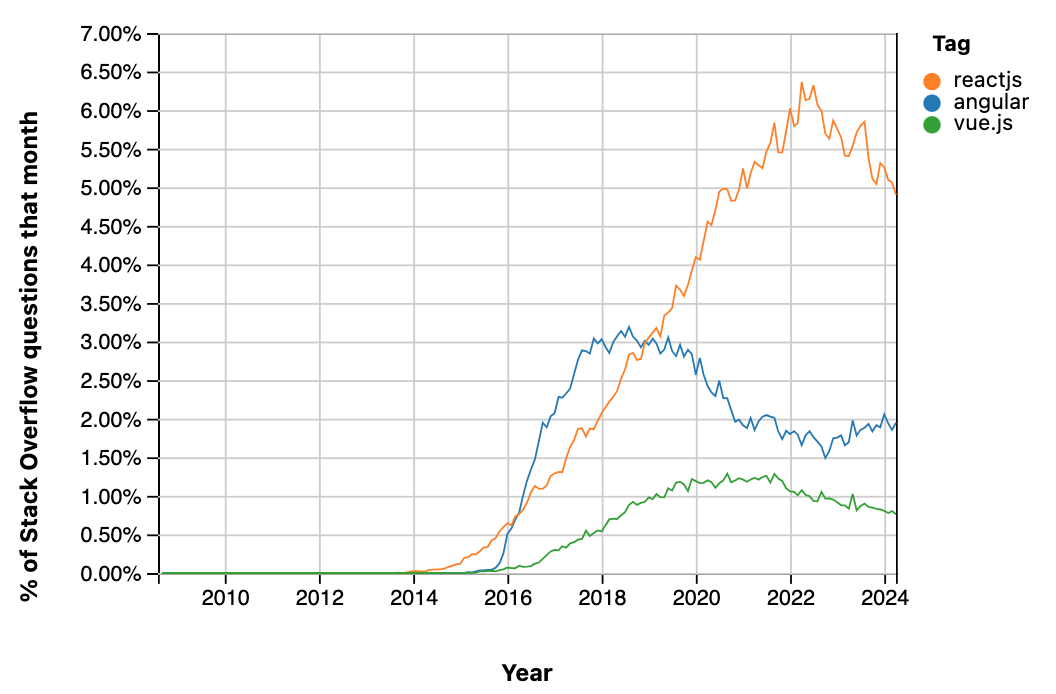 % of Stack Overflow questions that month
7.00%
6.50%
6.00%
5.50%
5.00%
4.50%
4.00%
3.50%
3.00%
2.50%
2.00%
1.50%
1.00%
0.50%
0.00%
2010 2012 2014 2016 2018 2020 2022 2024
Year
Tag
reactjs
angular
vue.js